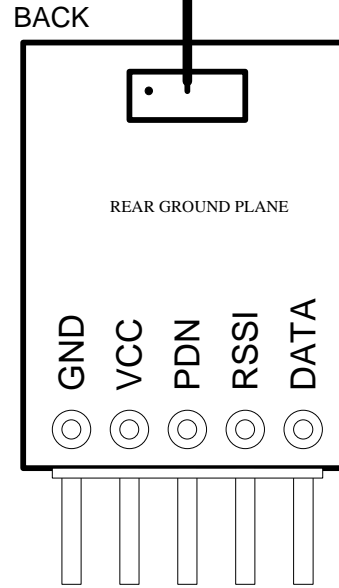 BACK
REAR GROUND PLANE
GND
VCC
PDN
RSSI
DATA